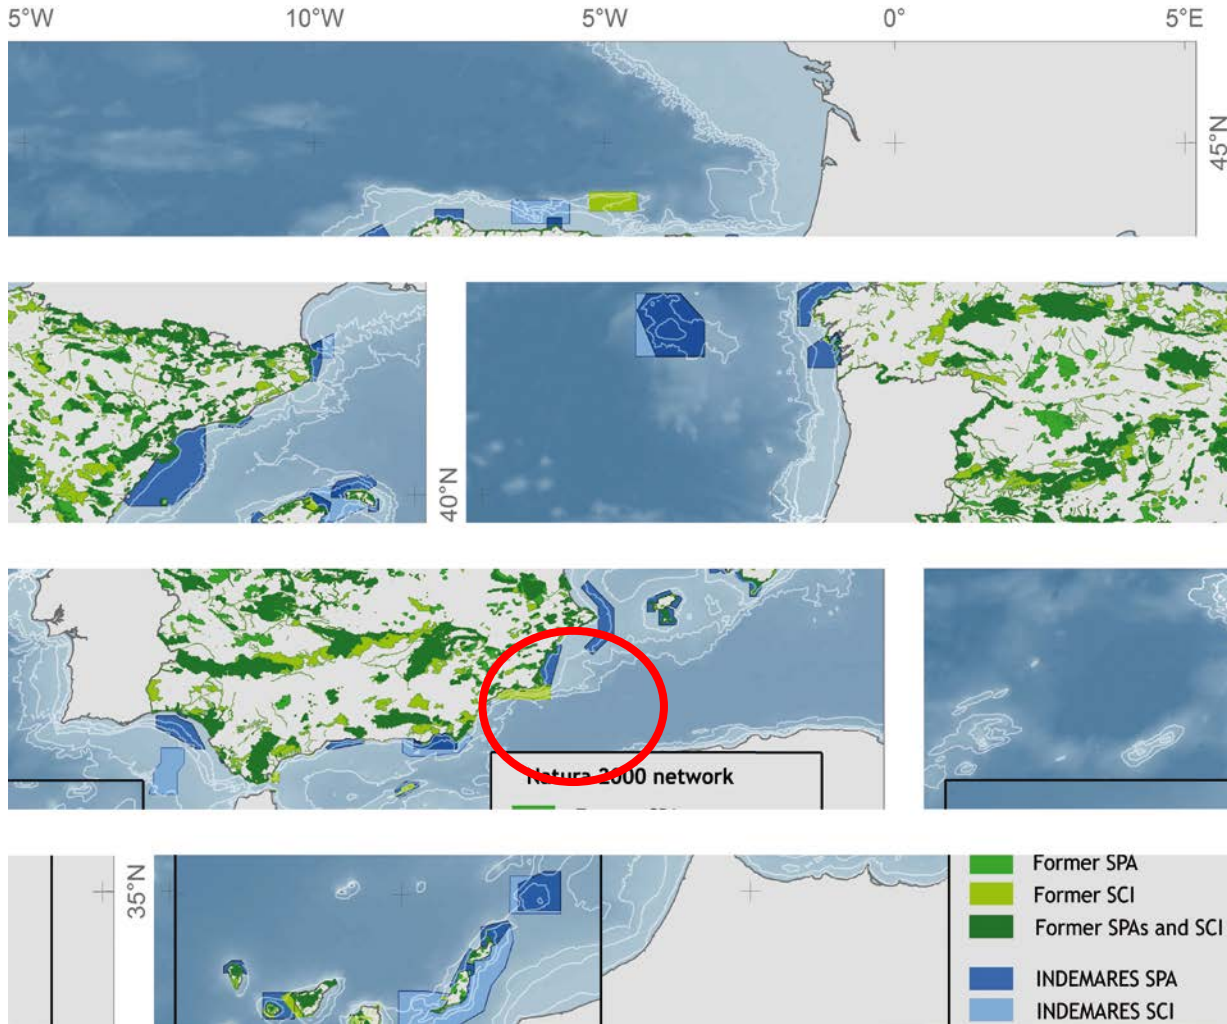 5°W 10°W 5°W 0° 5°E
45°N
40°N
Natura 2000 network
35°N
Former SPA
Former SCI
Former SPAs and SCI
INDEMARES SPA
INDEMARES SCI